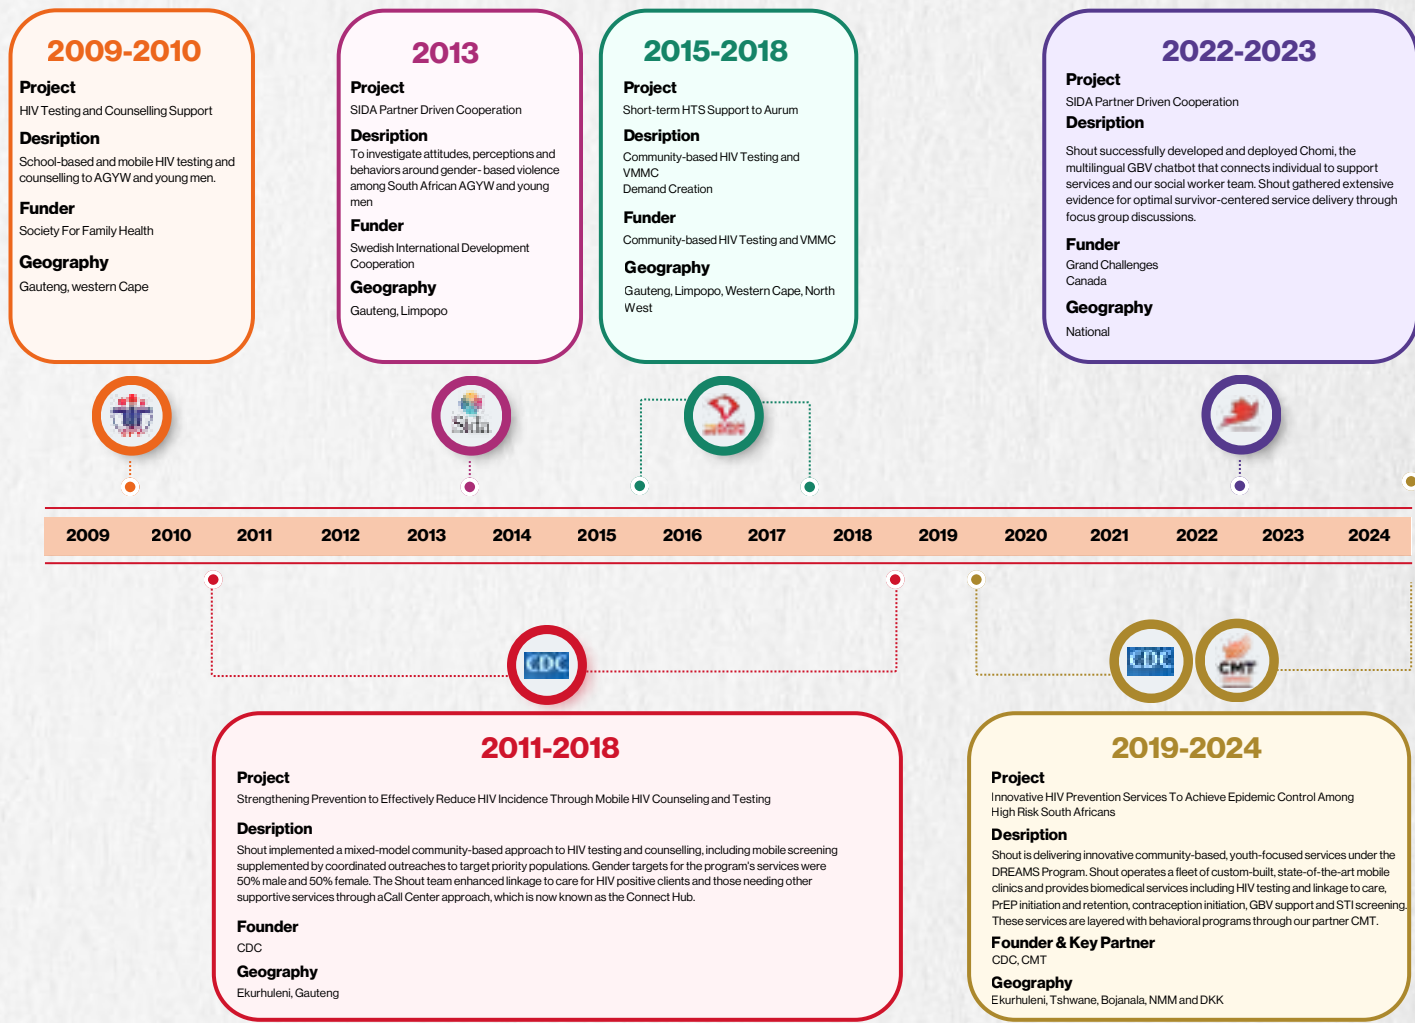 2009-2010
Project
HIV Testing and Counselling Support
Desription
School-based and mobile HIV testing and
counselling to AGYW and young men.
Funder
Society For Family Health
Geography
Gauteng, western Cape
2013
Project
SIDA Partner Driven Cooperation
Desription
To investigate attitudes, perceptions and
behaviors around gender- based violence
among South African AGYW and young
men
Funder
Swedish International Development
Cooperation
Geography
Gauteng, Limpopo
2015-2018
Project
Short-term HTS Support to Aurum
Desription
Community-based HIV Testing and
VMMC
Demand Creation
Funder
Community-based HIV Testing and VMMC
Geography
Gauteng, Limpopo, Western Cape, North
West
2022-2023
Project
SIDA Partner Driven Cooperation
Desription
Shout successfully developed and deployed Chomi, the
multilingual GBV chatbot that connects individual to support
services and our social worker team. Shout gathered extensive
evidence for optimal survivor-centered service delivery through
focus group discussions.
Funder
Grand Challenges
Canada
Geography
National
Sida
2009 2010 2011 2012 2013 2014 2015 2016 2017 2018 2019 2020 2021 2022 2023 2024
CDC
CDC
CMT
2011-2018
Project
Strengthening Prevention to Effectively Reduce HIV Incidence Through Mobile HIV Counseling and Testing
Desription
Shout implemented a mixed-model community-based approach to HIV testing and counselling, including mobile screening
supplemented by coordinated outreaches to target priority populations. Gender targets for the program's services were
50% male and 50% female. The Shout team enhanced linkage to care for HIV positive clients and those needing other
supportive services through aCall Center approach, which is now known as the Connect Hub.
Founder
CDC
Geography
Ekurhuleni, Gauteng
2019-2024
Project
Innovative HIV Prevention Services To Achieve Epidemic Control Among
High Risk South Africans
Desription
Shout is delivering innovative community-based, youth-focused services under the
DREAMS Program. Shout operates a fleet of custom-built, state-of-the-art mobile
clinics and provides biomedical services including HIV testing and linkage to care,
PrEP initiation and retention, contraception initiation, GBV support and STI screening.
These services are layered with behavioral programs through our partner CMT.
Founder & Key Partner
CDC, CMT
Geography
Ekurhuleni, Tshwane, Bojanala, NMM and DKK